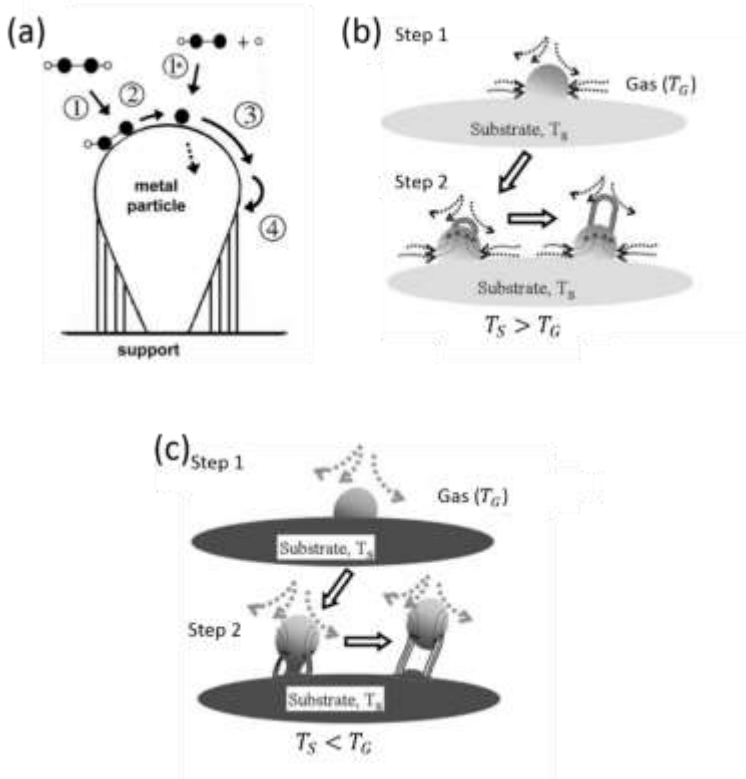 (a)
+
①
②
1*
③
metal
particle
④
support
(b)
Step 1
Gas (T_G)
Substrate, T_s
Step 2
Substrate, T_s
T_S > T_G
(c)
Step 1
Gas (T_G)
Substrate, T_s
Step 2
Substrate, T_s
T_S < T_G